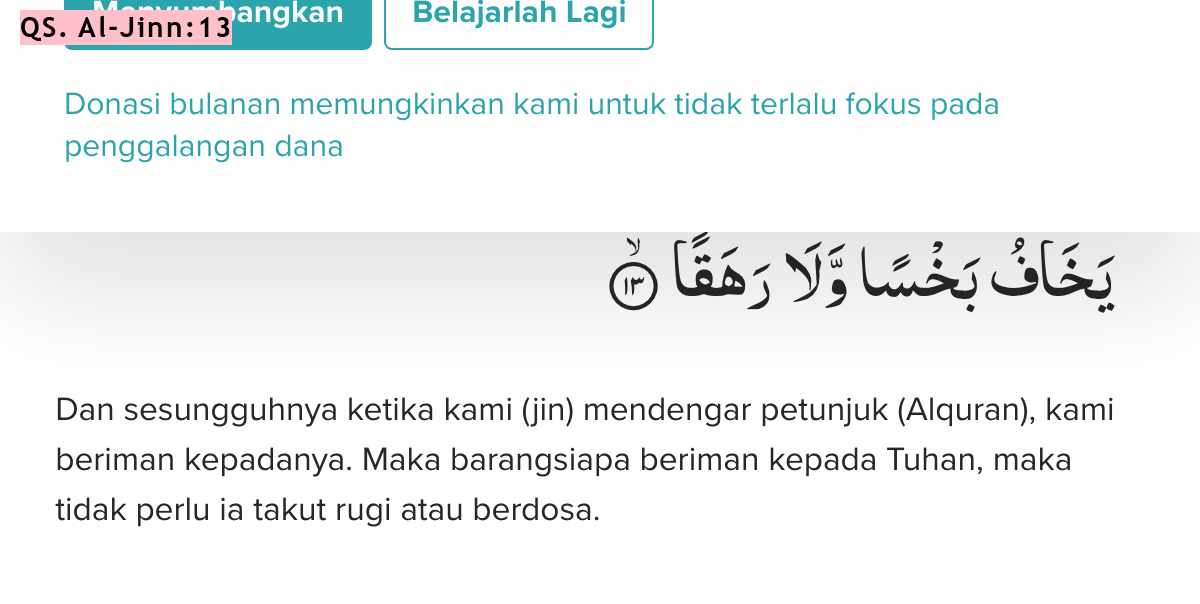 Menyumbangkan
Belajarlah Lagi
QS. Al-Jinn:13
Donasi bulanan memungkinkan kami untuk tidak terlalu fokus pada
penggalangan dana
يَخَافُ بَخْسًا وَّلَا رَهَقًا ۙ ١٣
Dan sesungguhnya ketika kami (jin) mendengar petunjuk (Alquran), kami
beriman kepadanya. Maka barangsiapa beriman kepada Tuhan, maka
tidak perlu ia takut rugi atau berdosa.